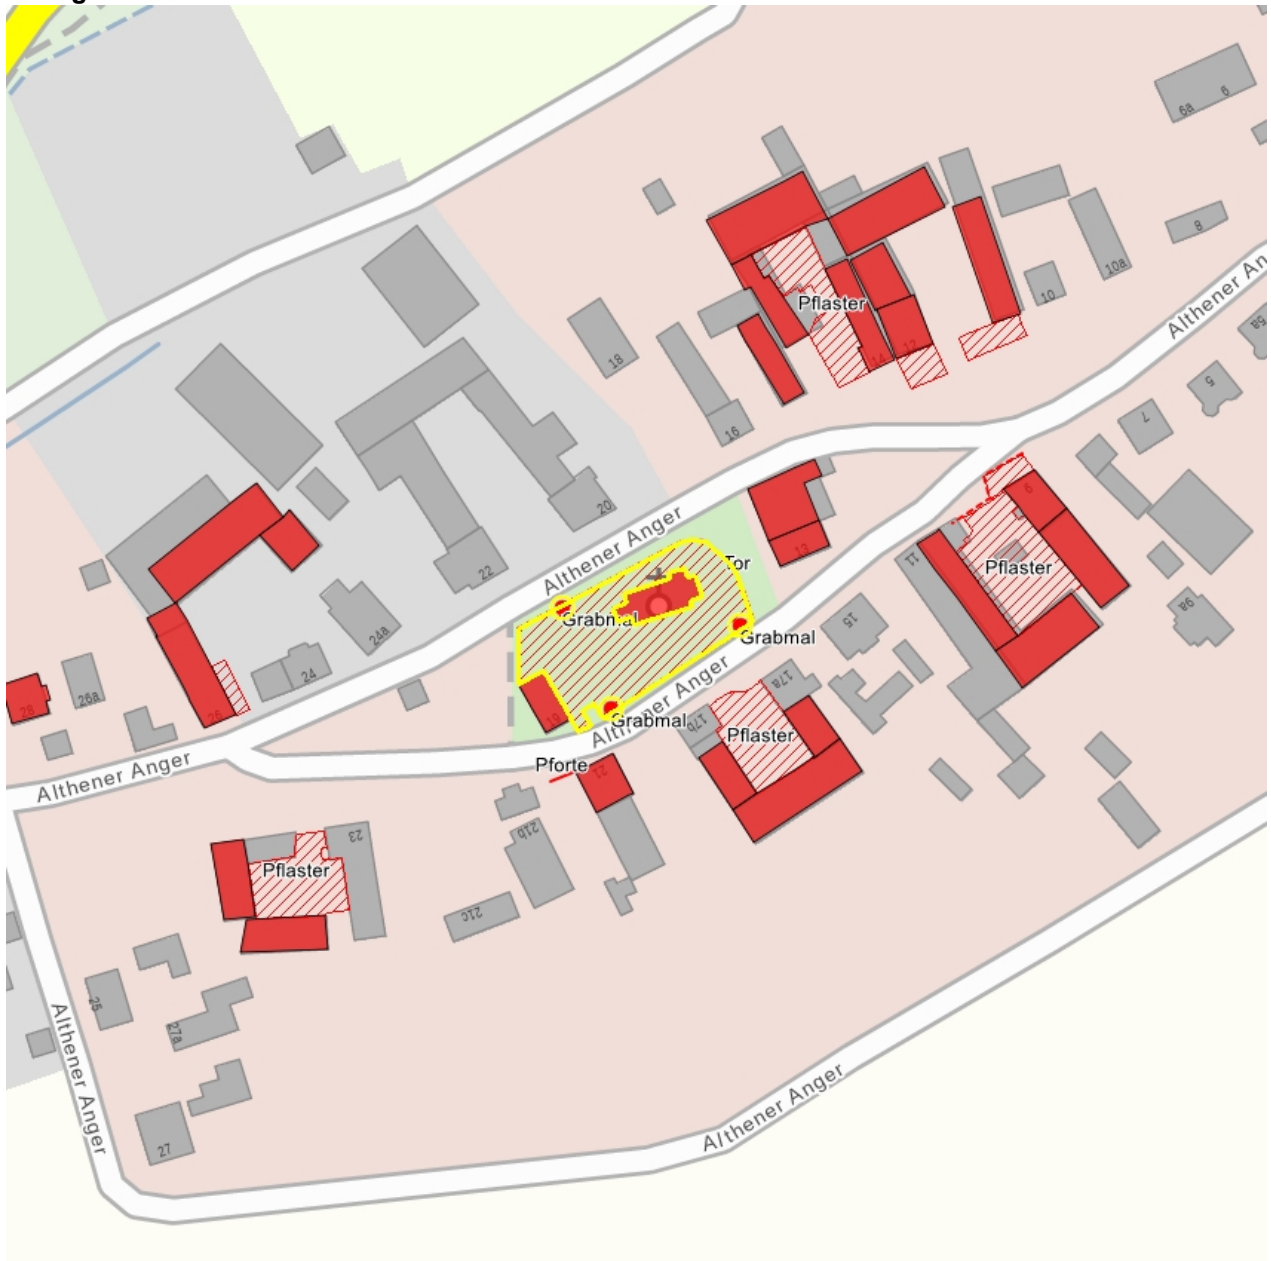 6a
6
8
10a
10
Althener An
5a
5
7
Pflaster
18
14
12
16
20
22
Althener Anger
24a
24
26
26a
28
Tor
Grabmal
Grabmal
Grabmal
19
13
11
9
Pflaster
9a
15
17a
17b
Pflaster
Althener Anger
Althener Anger
Pforte
21
21b
21c
23
Pflaster
25
27a
27
Althener Anger
Althener Anger